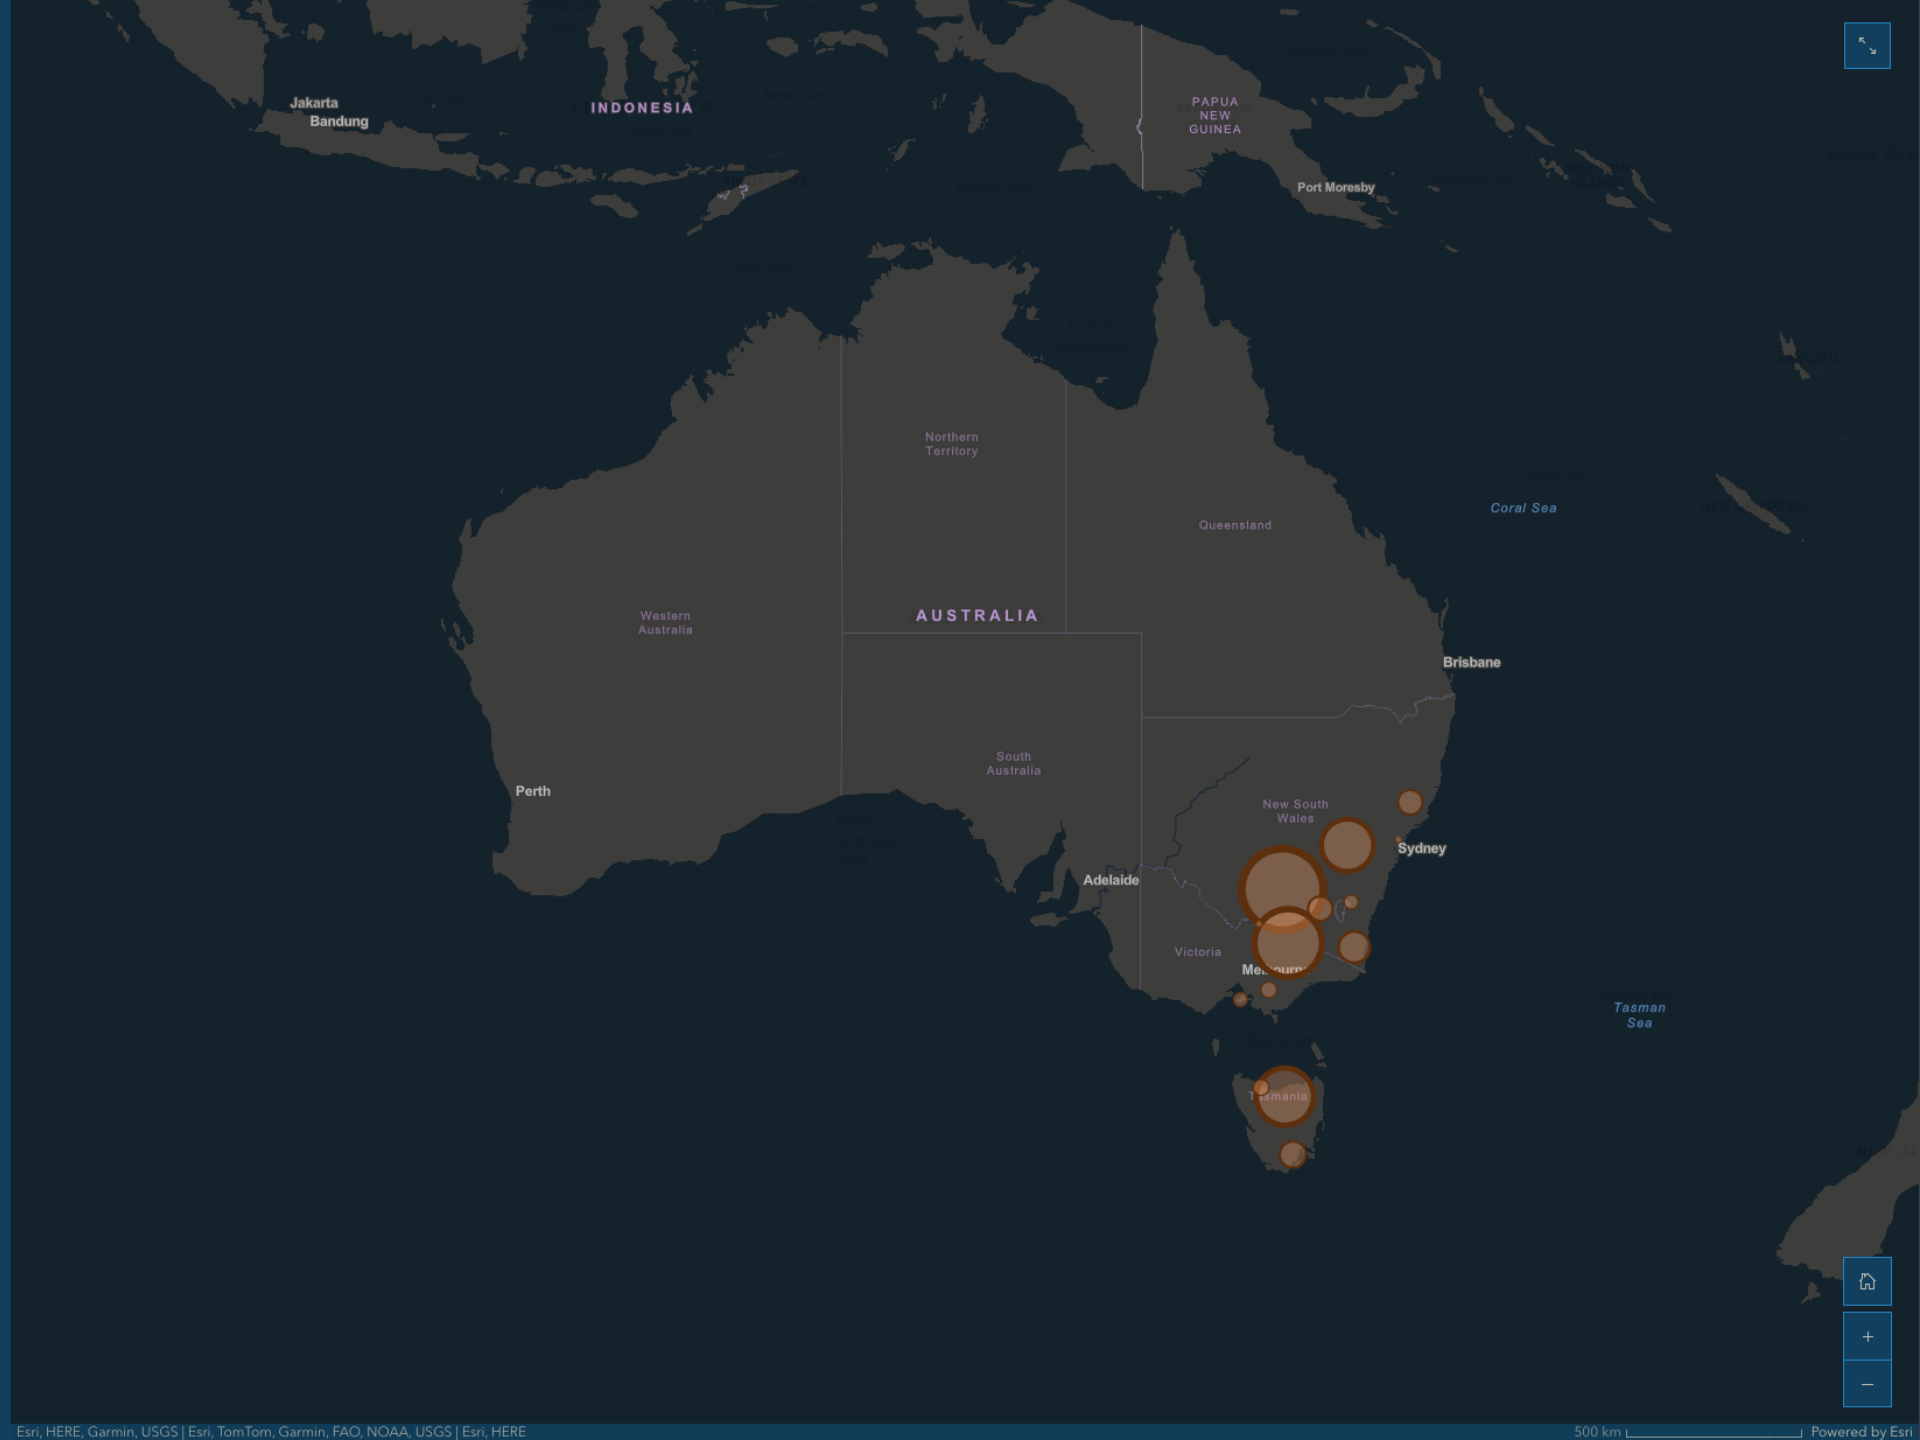 Jakarta
Bandung
INDONESIA
PAPUA
NEW
GUINEA
Port Moresby
Northern
Territory
Coral Sea
Queensland
Western
Australia
AUSTRALIA
Brisbane
South
Australia
Perth
New South
Wales
Sydney
Adelaide
Victoria
Melbourne
Tasman
Sea
Tasmania
+
−
Esri, HERE, Garmin, USGS | Esri, TomTom, Garmin, FAO, NOAA, USGS | Esri, HERE
500 km
Powered by Esri